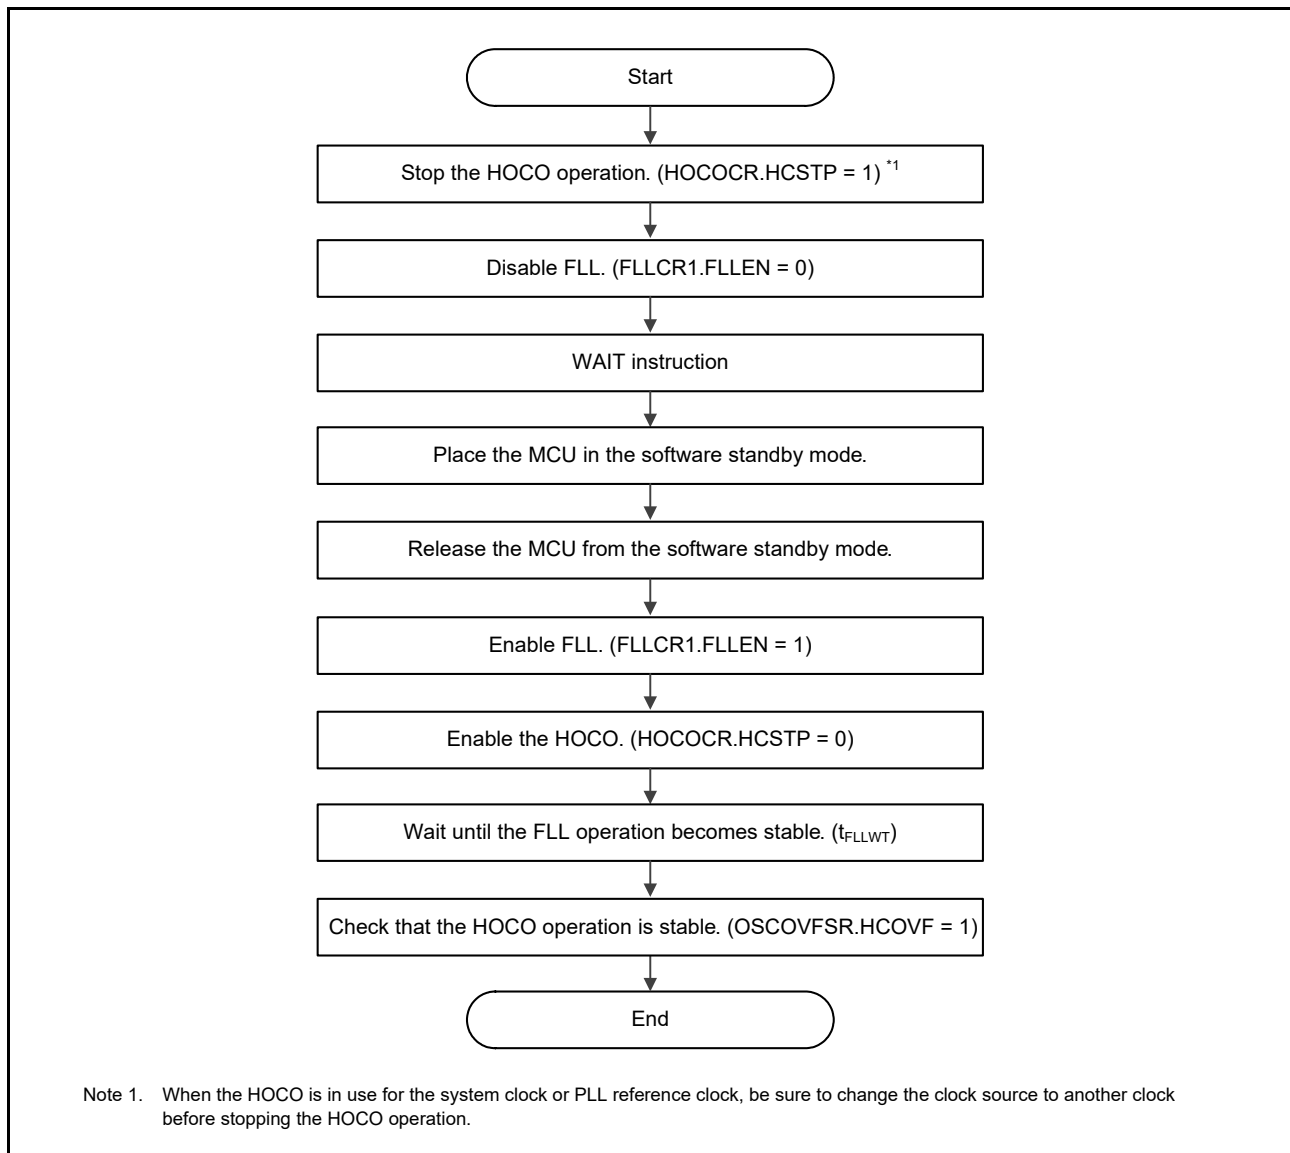 Start
Stop the HOCO operation. (HOCOCR.HCSTP = 1) *1
Disable FLL. (FLLCR1.FLLEN = 0)
WAIT instruction
Place the MCU in the software standby mode.
Release the MCU from the software standby mode.
Enable FLL. (FLLCR1.FLLEN = 1)
Enable the HOCO. (HOCOCR.HCSTP = 0)
Wait until the FLL operation becomes stable. (tFLLWT)
Check that the HOCO operation is stable. (OSCOVFSR.HCOVF = 1)
End
Note 1. When the HOCO is in use for the system clock or PLL reference clock, be sure to change the clock source to another clock
before stopping the HOCO operation.